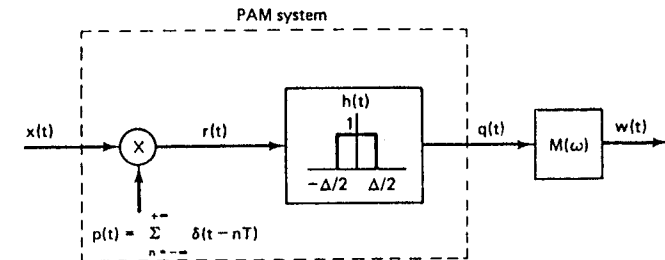 PAM system
x(t)
X
r(t)
h(t)
1
−Δ/2
Δ/2
q(t)
M(ω)
w(t)
+∞
p(t) = Σ δ(t − nT)
n = −∞